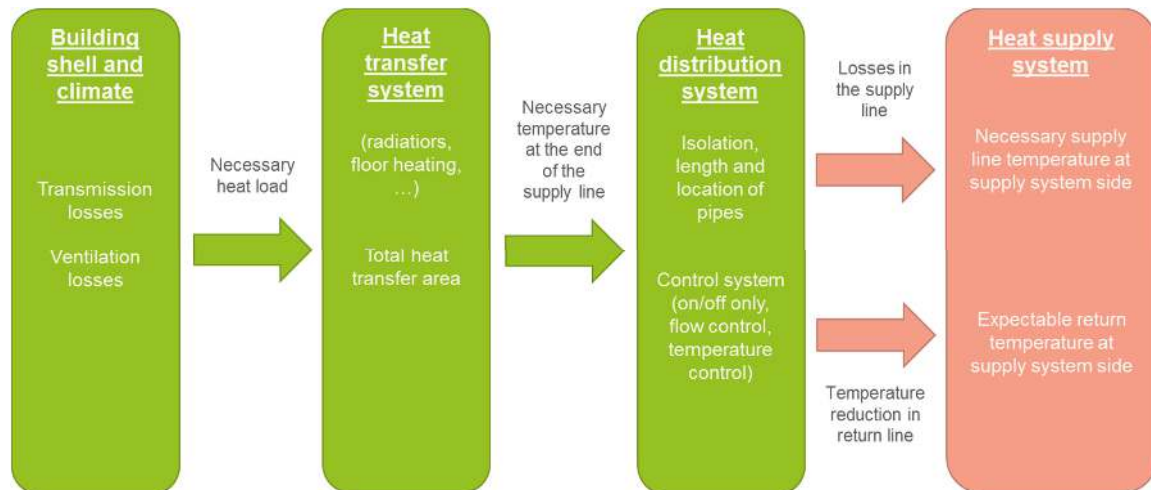 Building
shell and
climate
Transmission
losses
Ventilation
losses
Necessary
heat load
Heat
transfer
system
(radiatiors,
floor heating,
…)
Total heat
transfer area
Necessary
temperature
at the end
of the
supply line
Heat
distribution
system
Isolation,
length and
location of
pipes
Control system
(on/off only,
flow control,
temperature
control)
Losses in
the supply
line
Temperature
reduction in
return line
Heat supply
system
Necessary supply
line temperature at
supply system side
Expectable return
temperature at
supply system side